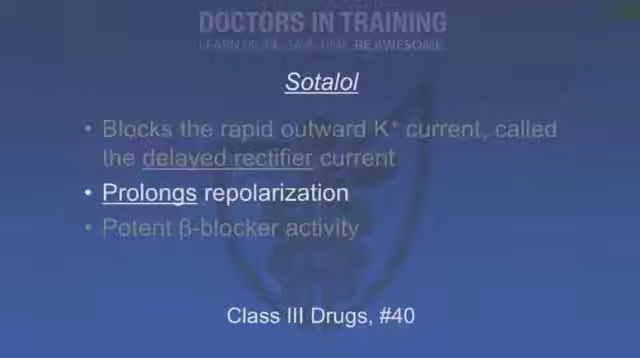 DOCTORS IN TRAINING
LEARN MORE. SAVE TIME. BE AWESOME.
Sotalol
• Blocks the rapid outward K⁺ current, called
the delayed rectifier current
• Prolongs repolarization
• Potent β-blocker activity
Class III Drugs, #40